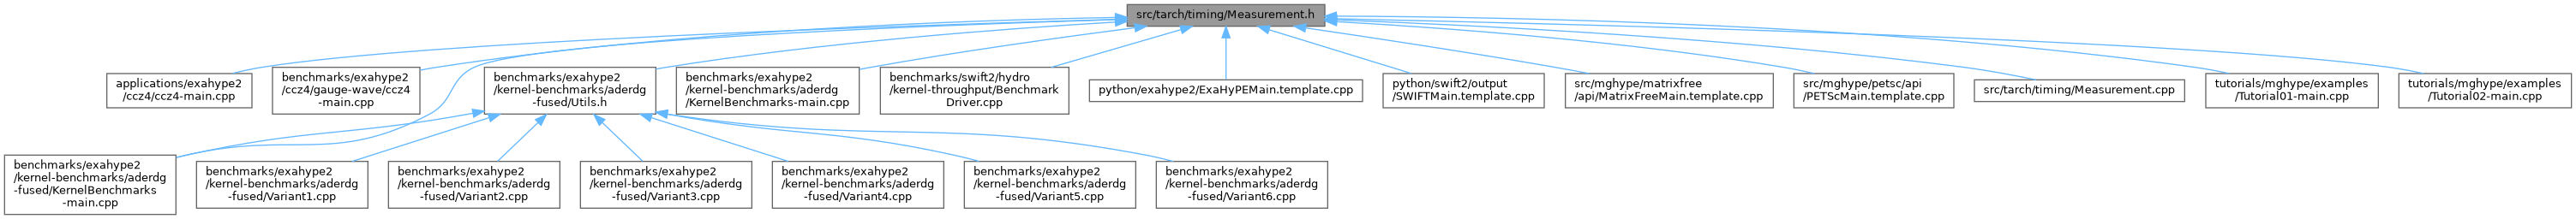 src/tarch/timing/Measurement.h
applications/exahype2
/ccz4/ccz4-main.cpp
benchmarks/exahype2
/ccz4/gauge-wave/ccz4
-main.cpp
benchmarks/exahype2
/kernel-benchmarks/aderdg
-fused/Utils.h
benchmarks/exahype2
/kernel-benchmarks/aderdg
/KernelBenchmarks-main.cpp
benchmarks/swift2/hydro
/kernel-throughput/Benchmark
Driver.cpp
python/exahype2/ExaHyPEMain.template.cpp
python/swift2/output
/SWIFTMain.template.cpp
src/mghype/matrixfree
/api/MatrixFreeMain.template.cpp
src/mghype/petsc/api
/PETScMain.template.cpp
src/tarch/timing/Measurement.cpp
tutorials/mghype/examples
/Tutorial01-main.cpp
tutorials/mghype/examples
/Tutorial02-main.cpp
benchmarks/exahype2
/kernel-benchmarks/aderdg
-fused/KernelBenchmarks
-main.cpp
benchmarks/exahype2
/kernel-benchmarks/aderdg
-fused/Variant1.cpp
benchmarks/exahype2
/kernel-benchmarks/aderdg
-fused/Variant2.cpp
benchmarks/exahype2
/kernel-benchmarks/aderdg
-fused/Variant3.cpp
benchmarks/exahype2
/kernel-benchmarks/aderdg
-fused/Variant4.cpp
benchmarks/exahype2
/kernel-benchmarks/aderdg
-fused/Variant5.cpp
benchmarks/exahype2
/kernel-benchmarks/aderdg
-fused/Variant6.cpp